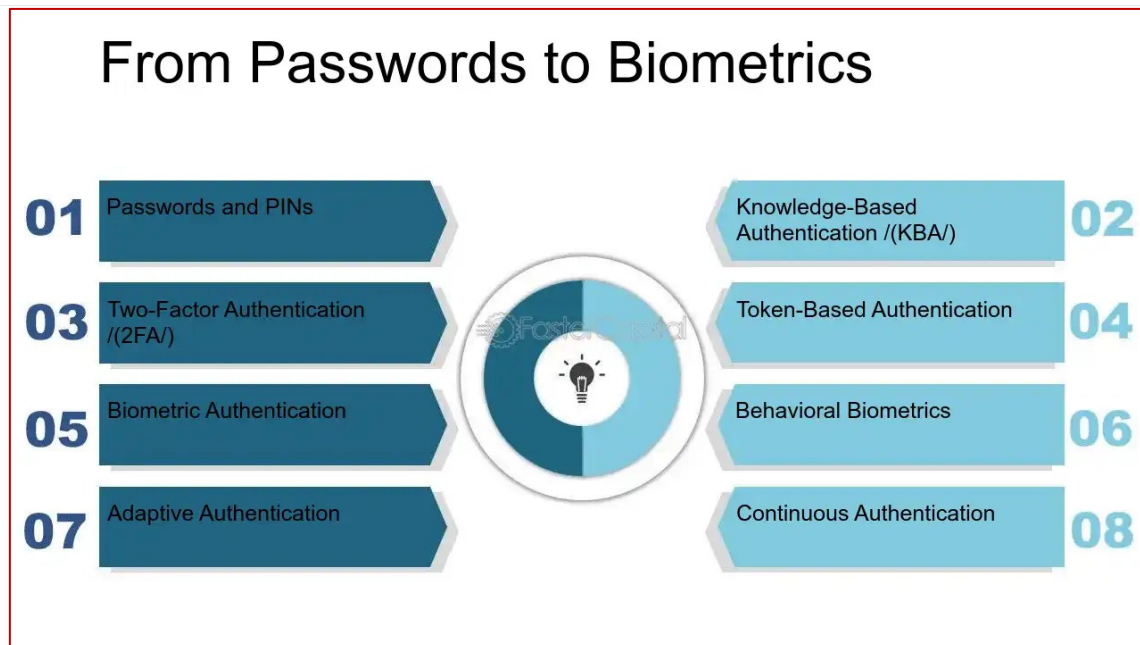 From Passwords to Biometrics
01
Passwords and PINs
Knowledge-Based
Authentication /(KBA/)
02
03
Two-Factor Authentication
/(2FA/)
Token-Based Authentication
04
FasterCapital
05
Biometric Authentication
Behavioral Biometrics
06
07
Adaptive Authentication
Continuous Authentication
08